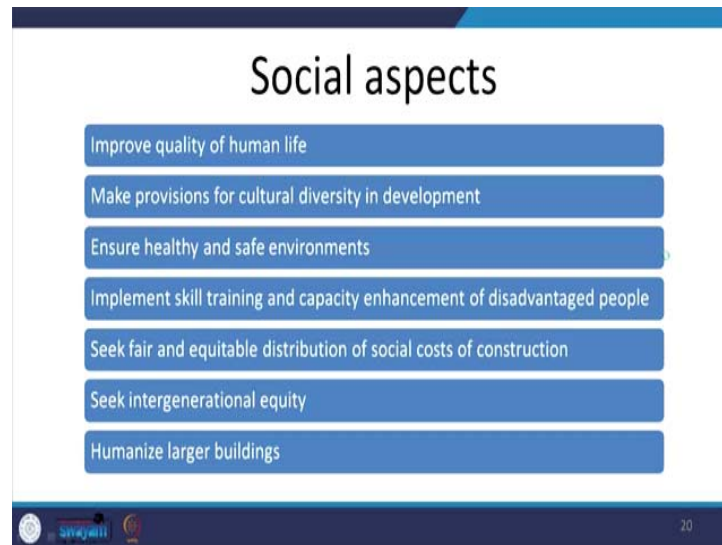 Social aspects
Improve quality of human life
Make provisions for cultural diversity in development
Ensure healthy and safe environments
Implement skill training and capacity enhancement of disadvantaged people
Seek fair and equitable distribution of social costs of construction
Seek intergenerational equity
Humanize larger buildings
swayam
20